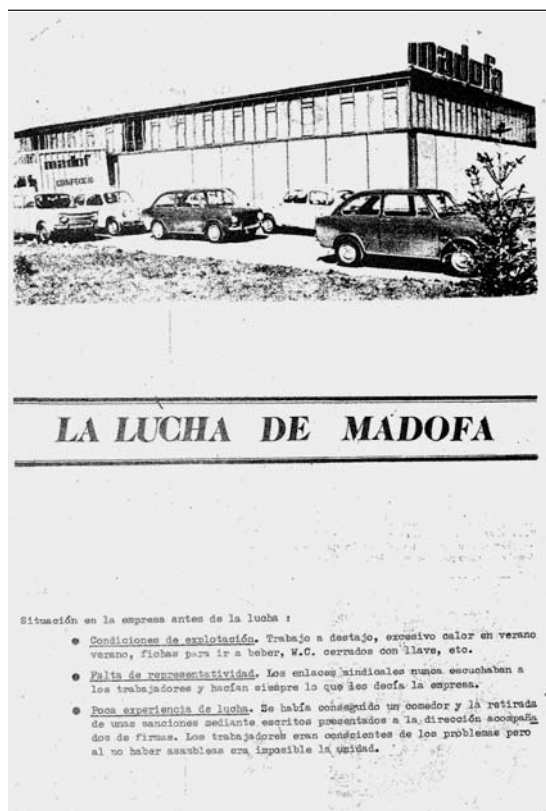 madofa
madof
LA LUCHA DE MADOFA
Situación en la empresa antes de la lucha :
Condiciones de explotación. Trabajo a destajo, excesivo calor en verano
verano, fichas para ir a beber, W.C. cerrados con llave, etc.
Falta de representatividad. Los enlaces sindicales nunca escuchaban a
los trabajadores y hacían siempre lo que les decía la empresa.
Poca experiencia de lucha. Se había conseguido un comedor y la retirada
de unas sanciones mediante escritos presentados a la dirección acompaña
dos de firmas. Los trabajadores eran conscientes de los problemas pero
al no haber asambleas era imposible la unidad.